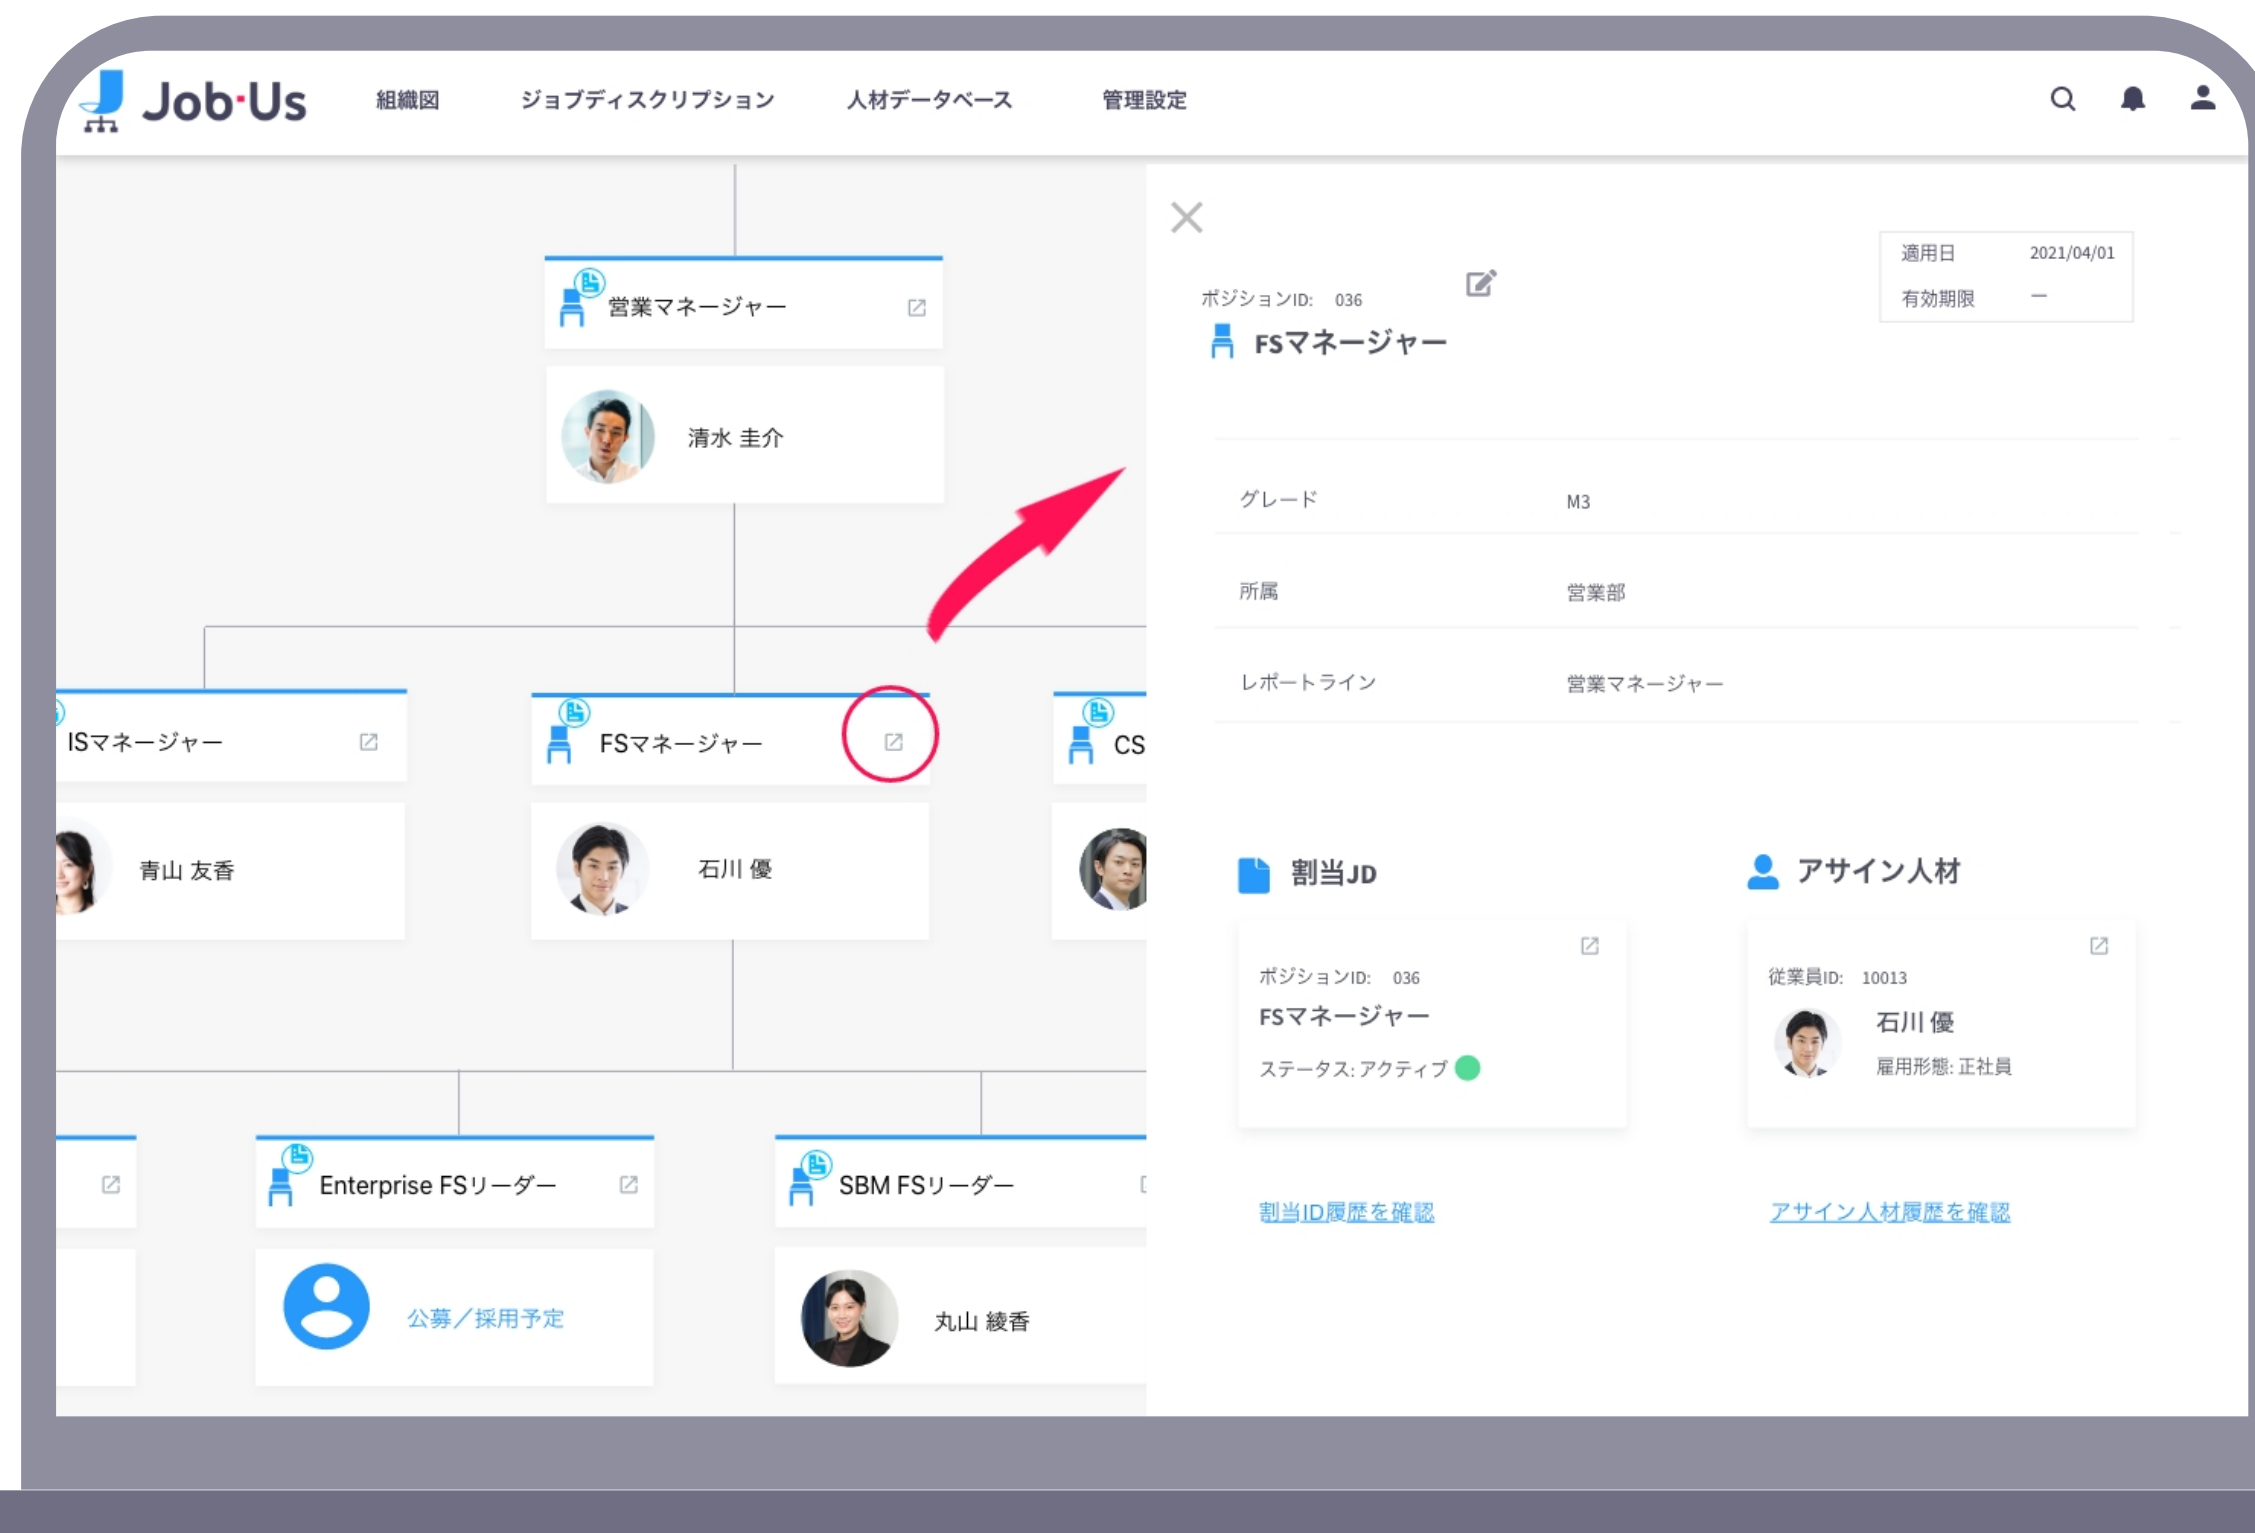 Job·Us
組織図
ジョブディスクリプション
人材データベース
管理設定
営業マネージャー
清水 圭介
ISマネージャー
青山 友香
FSマネージャー
石川 優
CS
Enterprise FSリーダー
公募／採用予定
SBM FSリーダー
丸山 綾香
適用日 2021/04/01
有効期限 ー
ポジションID: 036
FSマネージャー
グレード M3
所属 営業部
レポートライン 営業マネージャー
割当JD
ポジションID: 036
FSマネージャー
ステータス: アクティブ
割当ID履歴を確認
アサイン人材
従業員ID: 10013
石川 優
雇用形態: 正社員
アサイン人材履歴を確認